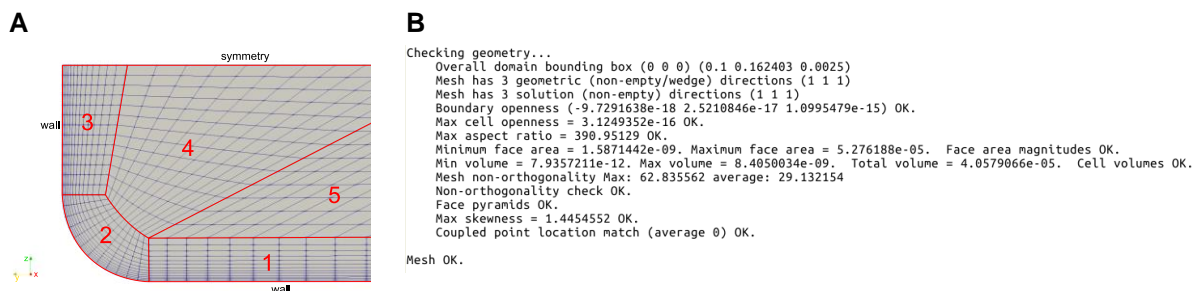 A
symmetry
wall
3
4
5
2
1
z
y
x
wall
B
Checking geometry...
Overall domain bounding box (0 0 0) (0.1 0.162403 0.0025)
Mesh has 3 geometric (non-empty/wedge) directions (1 1 1)
Mesh has 3 solution (non-empty) directions (1 1 1)
Boundary openness (-9.7291638e-18 2.5210846e-17 1.0995479e-15) OK.
Max cell openness = 3.1249352e-16 OK.
Max aspect ratio = 390.95129 OK.
Minimum face area = 1.5871442e-09. Maximum face area = 5.276188e-05.  Face area magnitudes OK.
Min volume = 7.9357211e-12. Max volume = 8.4050034e-09.  Total volume = 4.0579066e-05.  Cell volumes OK.
Mesh non-orthogonality Max: 62.835562 average: 29.132154
Non-orthogonality check OK.
Face pyramids OK.
Max skewness = 1.4454552 OK.
Coupled point location match (average 0) OK.
Mesh OK.